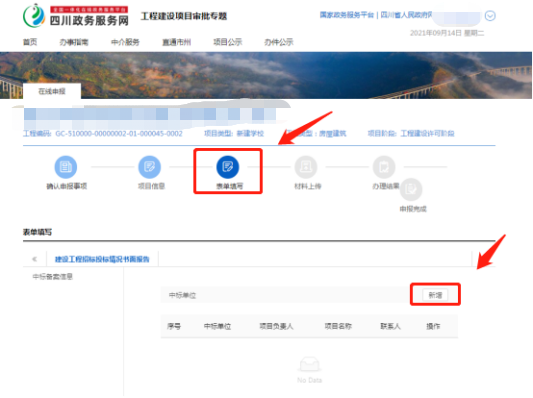 全国一体化在线政务服务平台
四川政务服务网 工程建设项目审批专题
国家政务服务平台 | 四川省人民政府网
2021年09月14日 星期二
首页 办事指南 中介服务 直通市州 项目公示 办件公示
在线申报
工程编码: GC-510000-00000002-01-000045-0002 项目类型: 新建学校 类型: 房屋建筑 项目阶段: 工程建设许可阶段
确认申报事项 项目信息 表单填写 材料上传 办理结果
申报完成
表单填写
« 建设工程招标投标情况书面报告
中标备案信息
中标单位 新增
序号 中标单位 项目负责人 项目名称 联系人 操作
No Data